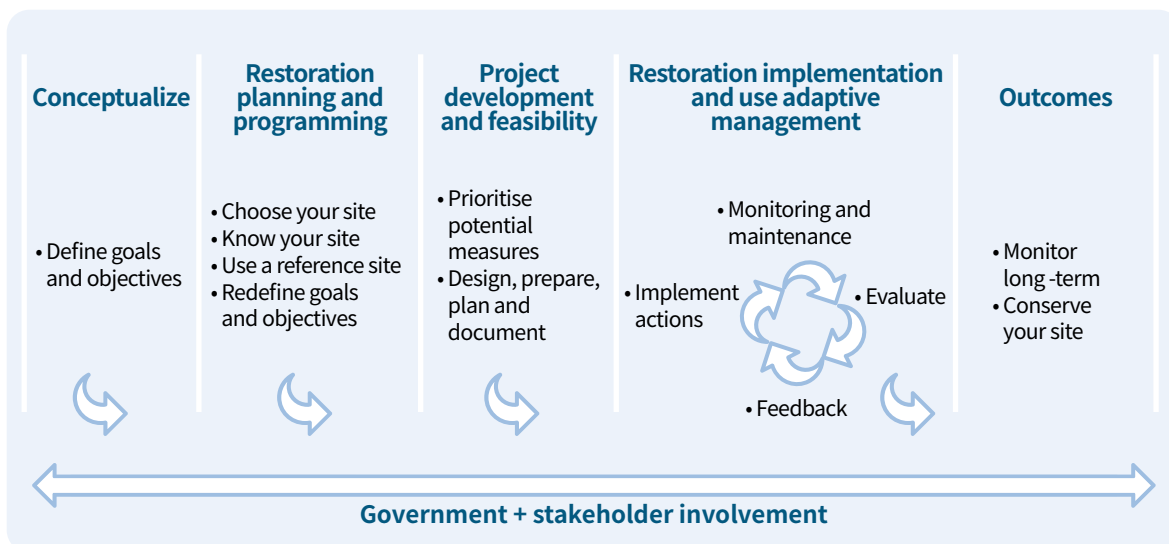 Conceptualize
Restoration
planning and
programming
Project
development
and feasibility
Restoration implementation
and use adaptive
management
Outcomes
• Define goals
and objectives
• Choose your site
• Know your site
• Use a reference site
• Redefine goals
and objectives
• Prioritise
potential
measures
• Design, prepare,
plan and
document
• Monitoring and
maintenance
• Implement
actions
• Evaluate
• Feedback
• Monitor
long -term
• Conserve
your site
Government + stakeholder involvement